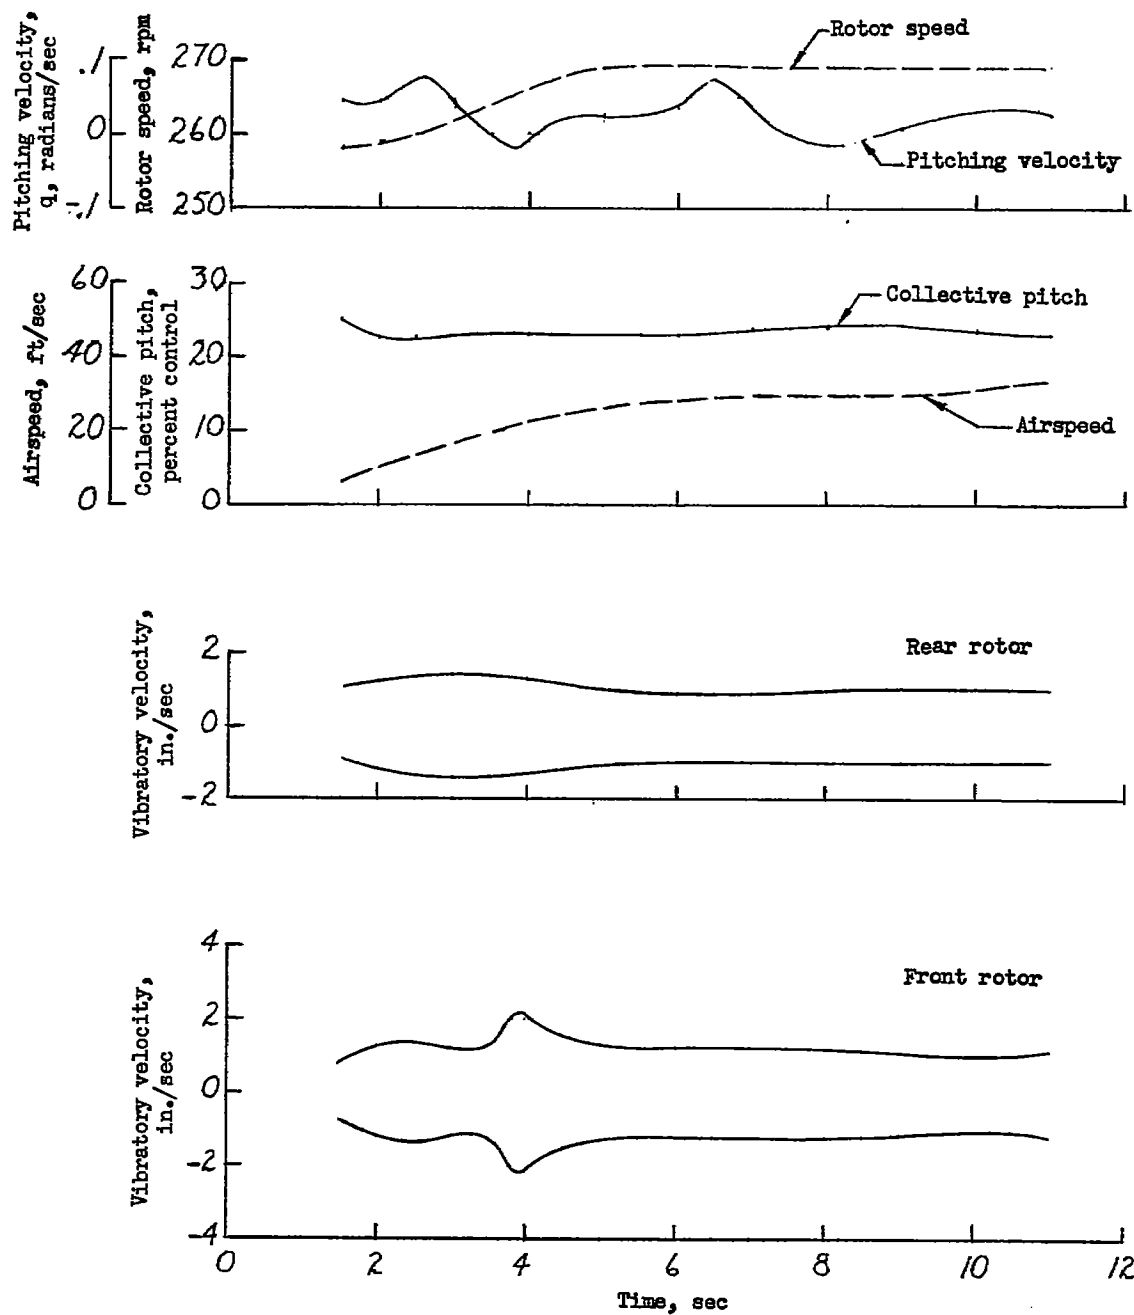 Pitching velocity,
q, radians/sec
.1
0
-.1
Rotor speed, rpm
270
260
250
Rotor speed
Pitching velocity
Airspeed, ft/sec
60
40
20
0
Collective pitch,
percent control
30
20
10
0
Collective pitch
Airspeed
Vibratory velocity,
in./sec
2
0
-2
Rear rotor
Vibratory velocity,
in./sec
4
2
0
-2
-4
Front rotor
0 2 4 6 8 10 12
Time, sec